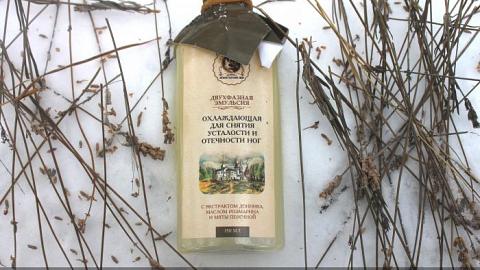 ДВУХФАЗНАЯ
ЭМУЛЬСИЯ
ОХЛАЖДАЮЩАЯ
ДЛЯ СНЯТИЯ
УСТАЛОСТИ И
ОТЕЧНОСТИ НОГ
С ЭКСТРАКТОМ ДОННИКА,
МАСЛОМ РОЗМАРИНА
И МЯТЫ ПЕРЕЧНОЙ